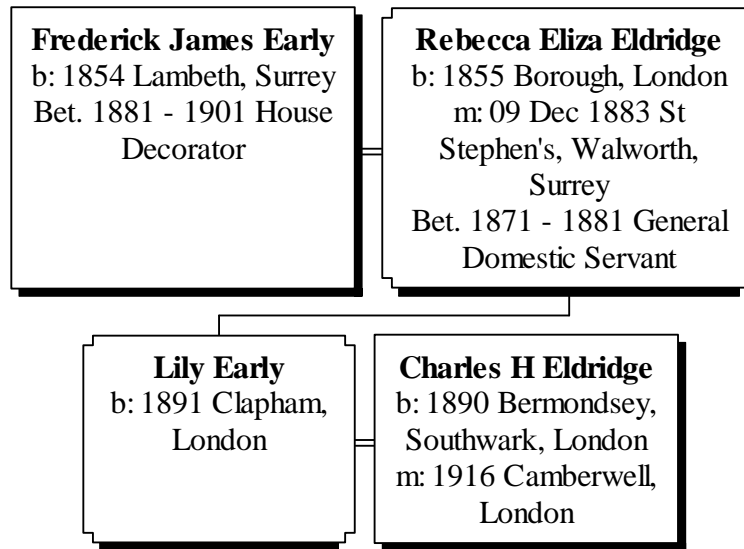 Frederick James Early
b: 1854 Lambeth, Surrey
Bet. 1881 - 1901 House
Decorator
Rebecca Eliza Eldridge
b: 1855 Borough, London
m: 09 Dec 1883 St
Stephen's, Walworth,
Surrey
Bet. 1871 - 1881 General
Domestic Servant
Lily Early
b: 1891 Clapham,
London
Charles H Eldridge
b: 1890 Bermondsey,
Southwark, London
m: 1916 Camberwell,
London